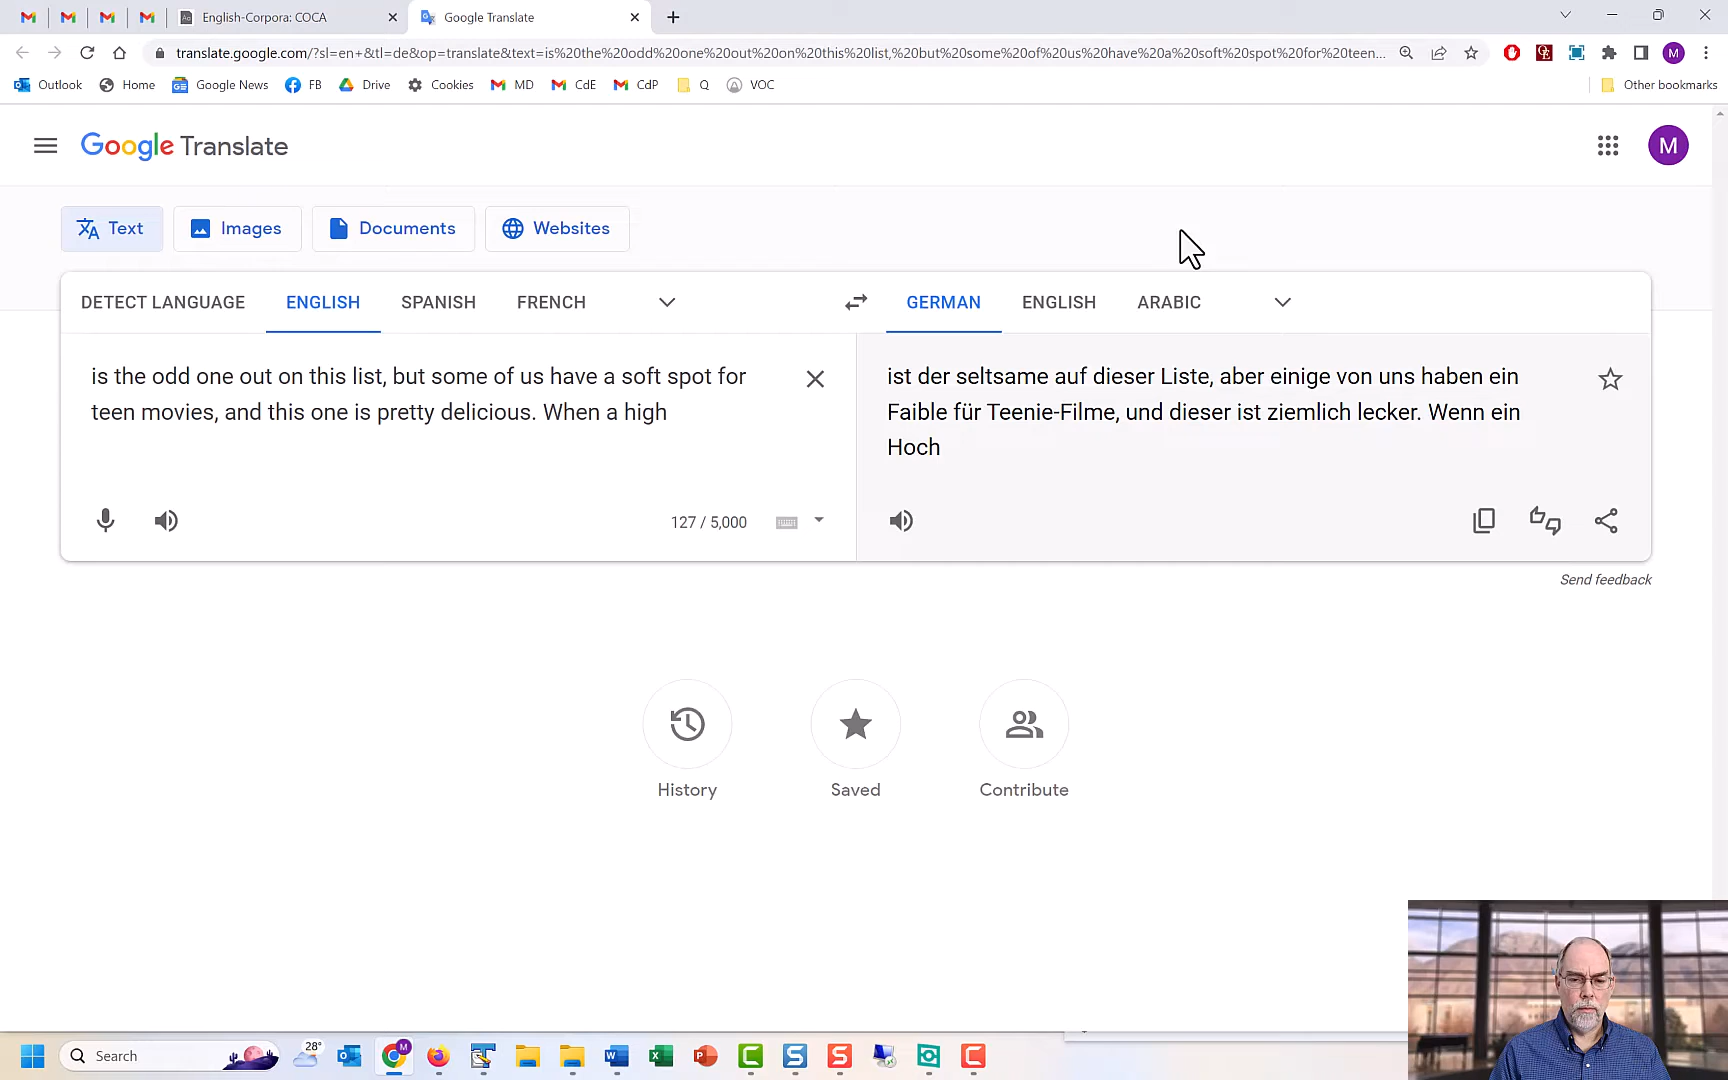 English-Corpora: COCA
Google Translate
translate.google.com/?sl=en+&tl=de&op=translate&text=is%20the%20odd%20one%20out%20on%20this%20list,%20but%20some%20of%20us%20have%20a%20soft%20spot%20for%20teen...
Outlook
Home
Google News
FB
Drive
Cookies
MD
CdE
CdP
Q
VOC
Other bookmarks
Google Translate
M
Text
Images
Documents
Websites
DETECT LANGUAGE
ENGLISH
SPANISH
FRENCH
GERMAN
ENGLISH
ARABIC
is the odd one out on this list, but some of us have a soft spot for
teen movies, and this one is pretty delicious. When a high
127 / 5,000
ist der seltsame auf dieser Liste, aber einige von uns haben ein
Faible für Teenie-Filme, und dieser ist ziemlich lecker. Wenn ein
Hoch
Send feedback
History
Saved
Contribute
Search
28°